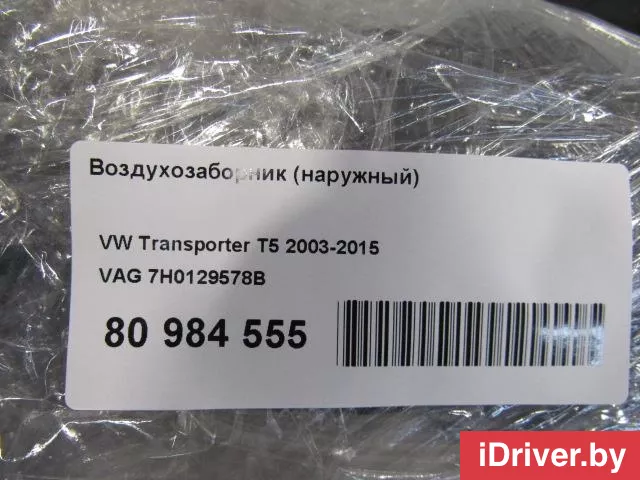 Воздухозаборник (наружный)
VW Transporter T5 2003-2015
VAG 7H0129578B
80 984 555
iDriver.by